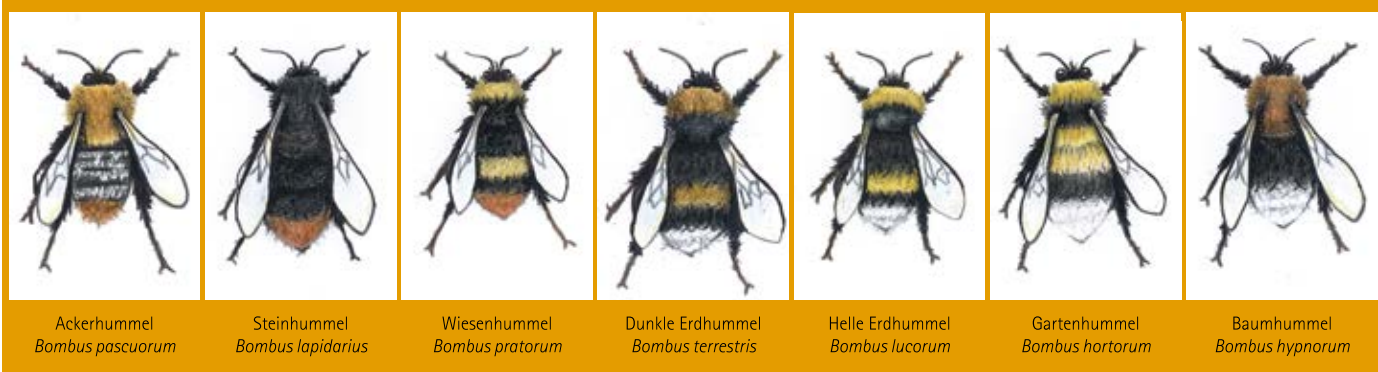 Ackerhummel
Bombus pascuorum
Steinhummel
Bombus lapidarius
Wiesenhummel
Bombus pratorum
Dunkle Erdhummel
Bombus terrestris
Helle Erdhummel
Bombus lucorum
Gartenhummel
Bombus hortorum
Baumhummel
Bombus hypnorum